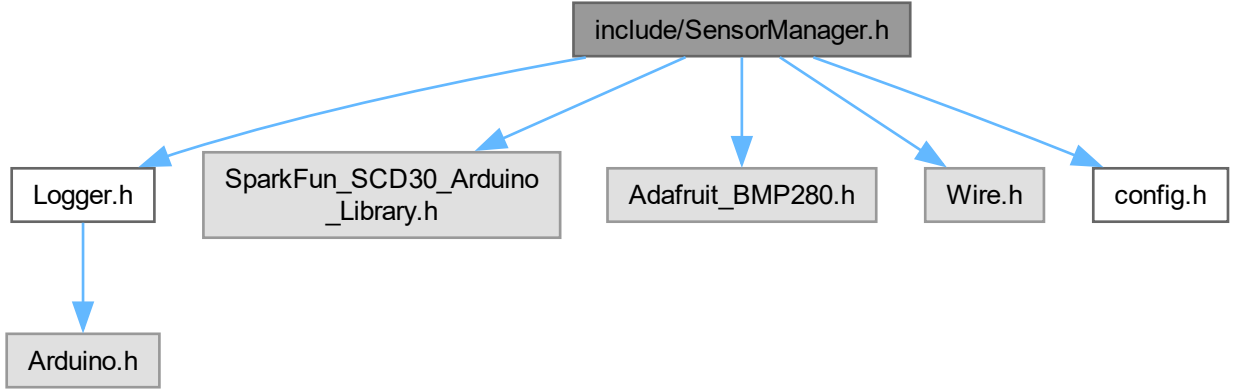 include/SensorManager.h
Logger.h
SparkFun_SCD30_Arduino
_Library.h
Adafruit_BMP280.h
Wire.h
config.h
Arduino.h